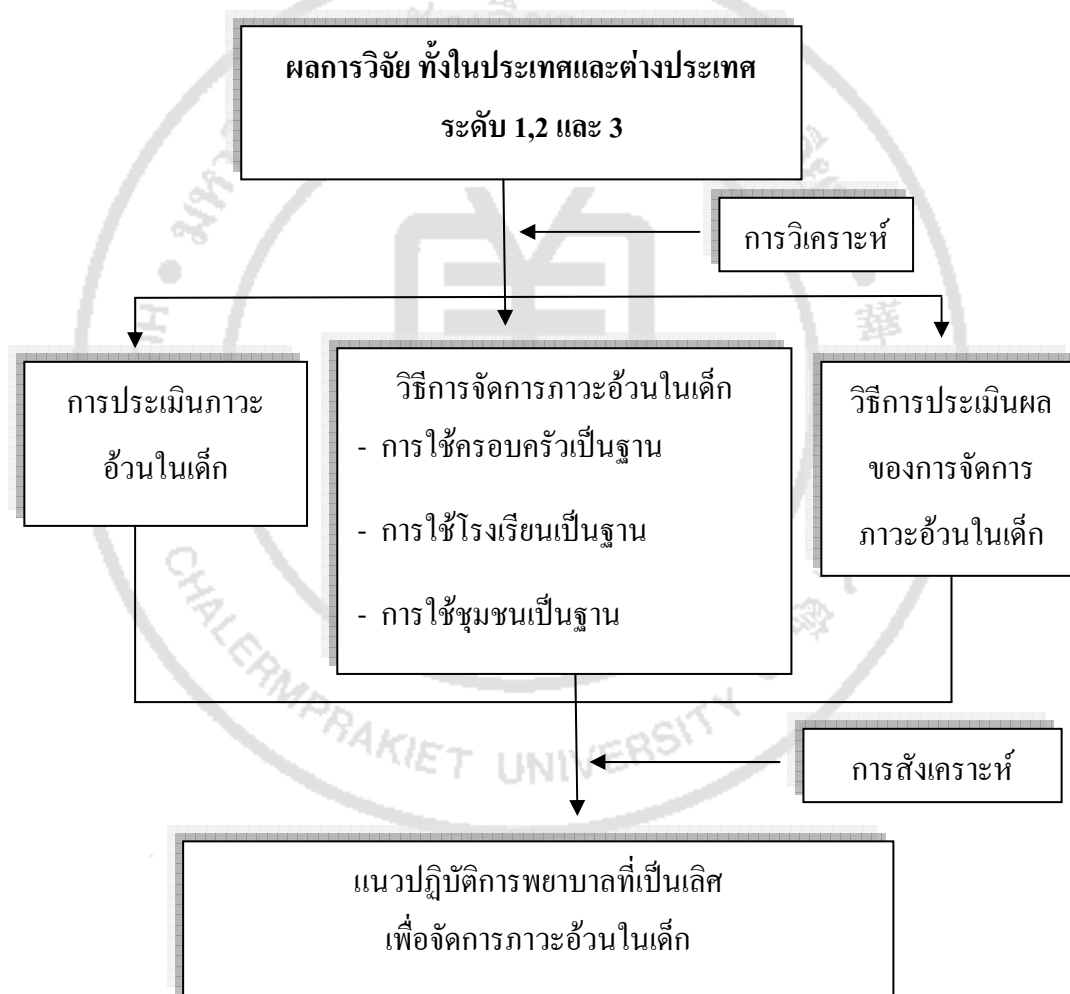 ผลการวิจัย ทั้งในประเทศและต่างประเทศ
ระดับ 1,2 และ 3
การวิเคราะห์
การประเมินภาวะ
อ้วนในเด็ก
วิธีการจัดการภาวะอ้วนในเด็ก
- การใช้ครอบครัวเป็นฐาน
- การใช้โรงเรียนเป็นฐาน
- การใช้ชุมชนเป็นฐาน
วิธีการประเมินผล
ของการจัดการ
ภาวะอ้วนในเด็ก
การสังเคราะห์
แนวปฏิบัติการพยาบาลที่เป็นเลิศ
เพื่อจัดการภาวะอ้วนในเด็ก
CHALERMPRAKIET UNIVERSITY
華